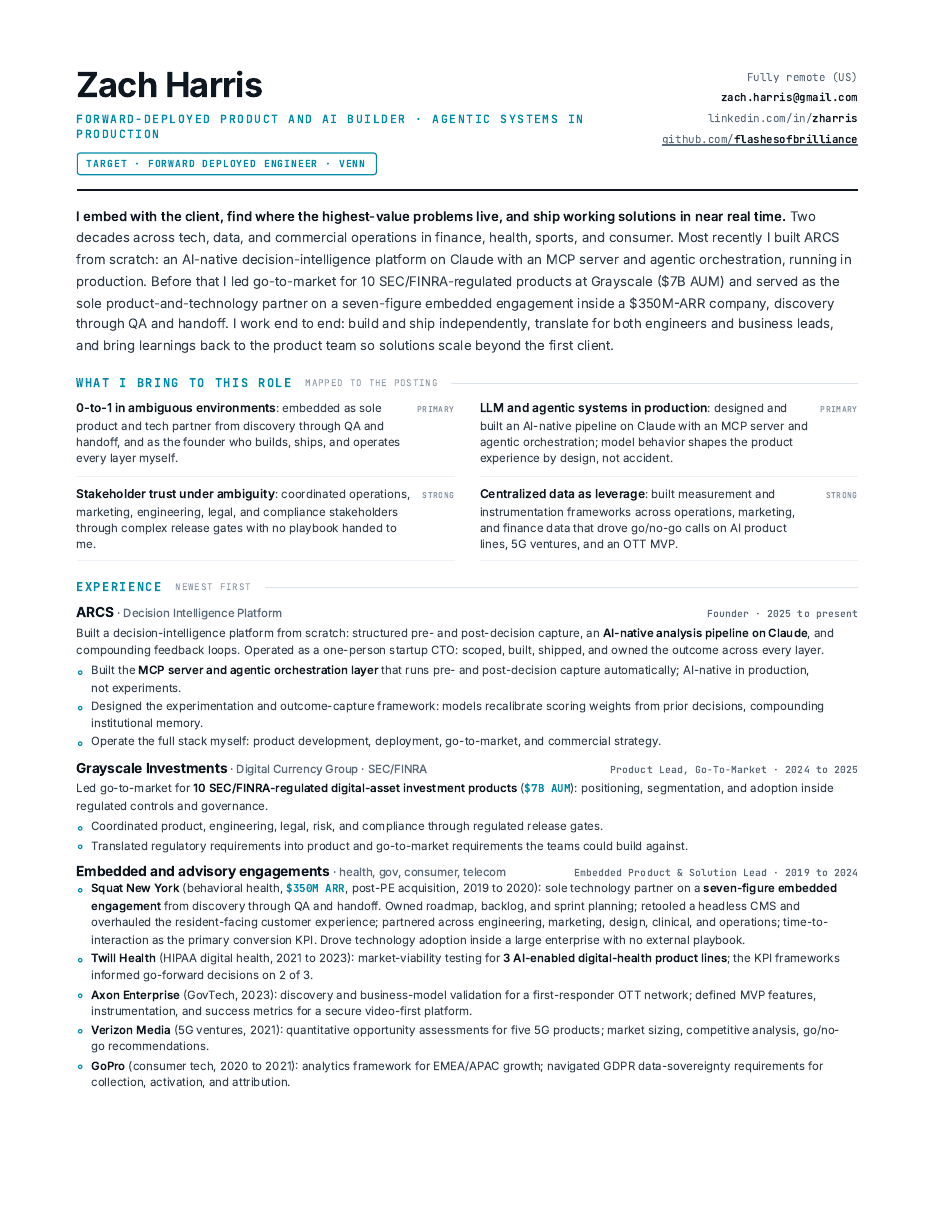 Zach Harris
FORWARD-DEPLOYED PRODUCT AND AI BUILDER · AGENTIC SYSTEMS IN
PRODUCTION
TARGET · FORWARD DEPLOYED ENGINEER · VENN
Fully remote (US)
zach.harris@gmail.com
linkedin.com/in/zharris
github.com/flashesofbrilliance
I embed with the client, find where the highest-value problems live, and ship working solutions in near real time. Two
decades across tech, data, and commercial operations in finance, health, sports, and consumer. Most recently I built ARCS
from scratch: an AI-native decision-intelligence platform on Claude with an MCP server and agentic orchestration, running in
production. Before that I led go-to-market for 10 SEC/FINRA-regulated products at Grayscale ($7B AUM) and served as the
sole product-and-technology partner on a seven-figure embedded engagement inside a $350M-ARR company, discovery
through QA and handoff. I work end to end: build and ship independently, translate for both engineers and business leads,
and bring learnings back to the product team so solutions scale beyond the first client.
WHAT I BRING TO THIS ROLE MAPPED TO THE POSTING
0-to-1 in ambiguous environments: embedded as sole PRIMARY
product and tech partner from discovery through QA and
handoff, and as the founder who builds, ships, and operates
every layer myself.
LLM and agentic systems in production: designed and PRIMARY
built an AI-native pipeline on Claude with an MCP server and
agentic orchestration; model behavior shapes the product
experience by design, not accident.
Stakeholder trust under ambiguity: coordinated operations, STRONG
marketing, engineering, legal, and compliance stakeholders
through complex release gates with no playbook handed to
me.
Centralized data as leverage: built measurement and STRONG
instrumentation frameworks across operations, marketing,
and finance data that drove go/no-go calls on AI product
lines, 5G ventures, and an OTT MVP.
EXPERIENCE NEWEST FIRST
ARCS · Decision Intelligence Platform Founder · 2025 to present
Built a decision-intelligence platform from scratch: structured pre- and post-decision capture, an AI-native analysis pipeline on Claude, and
compounding feedback loops. Operated as a one-person startup CTO: scoped, built, shipped, and owned the outcome across every layer.
Built the MCP server and agentic orchestration layer that runs pre- and post-decision capture automatically; AI-native in production,
not experiments.
Designed the experimentation and outcome-capture framework: models recalibrate scoring weights from prior decisions, compounding
institutional memory.
Operate the full stack myself: product development, deployment, go-to-market, and commercial strategy.
Grayscale Investments · Digital Currency Group · SEC/FINRA Product Lead, Go-To-Market · 2024 to 2025
Led go-to-market for 10 SEC/FINRA-regulated digital-asset investment products ($7B AUM): positioning, segmentation, and adoption inside
regulated controls and governance.
Coordinated product, engineering, legal, risk, and compliance through regulated release gates.
Translated regulatory requirements into product and go-to-market requirements the teams could build against.
Embedded and advisory engagements · health, gov, consumer, telecom Embedded Product & Solution Lead · 2019 to 2024
Squat New York (behavioral health, $350M ARR, post-PE acquisition, 2019 to 2020): sole technology partner on a seven-figure embedded
engagement from discovery through QA and handoff. Owned roadmap, backlog, and sprint planning; retooled a headless CMS and
overhauled the resident-facing customer experience; partnered across engineering, marketing, design, clinical, and operations; time-to-
interaction as the primary conversion KPI. Drove technology adoption inside a large enterprise with no external playbook.
Twill Health (HIPAA digital health, 2021 to 2023): market-viability testing for 3 AI-enabled digital-health product lines; the KPI frameworks
informed go-forward decisions on 2 of 3.
Axon Enterprise (GovTech, 2023): discovery and business-model validation for a first-responder OTT network; defined MVP features,
instrumentation, and success metrics for a secure video-first platform.
Verizon Media (5G ventures, 2021): quantitative opportunity assessments for five 5G products; market sizing, competitive analysis, go/no-
go recommendations.
GoPro (consumer tech, 2020 to 2021): analytics framework for EMEA/APAC growth; navigated GDPR data-sovereignty requirements for
collection, activation, and attribution.